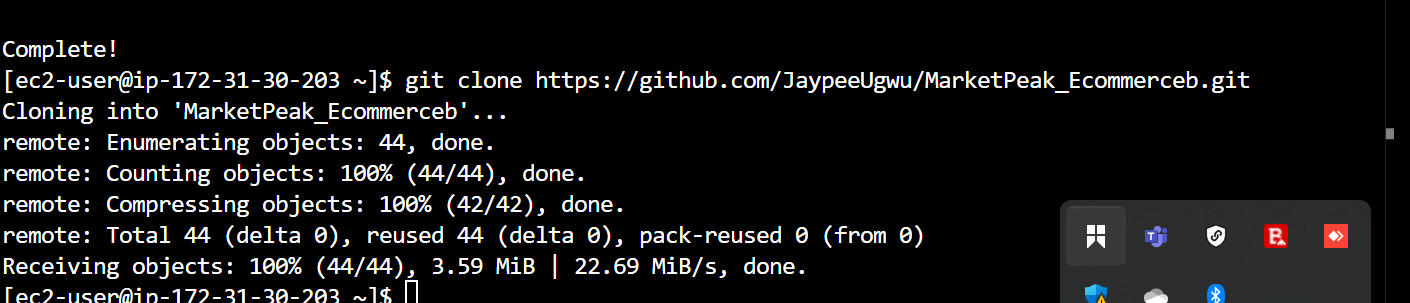 Complete!
[ec2-user@ip-172-31-30-203 ~]$ git clone https://github.com/JaypeeUgwu/MarketPeak_Ecommerceb.git
Cloning into 'MarketPeak_Ecommerceb'...
remote: Enumerating objects: 44, done.
remote: Counting objects: 100% (44/44), done.
remote: Compressing objects: 100% (42/42), done.
remote: Total 44 (delta 0), reused 44 (delta 0), pack-reused 0 (from 0)
Receiving objects: 100% (44/44), 3.59 MiB | 22.69 MiB/s, done.
[ec2-user@ip-172-31-30-203 ~]$